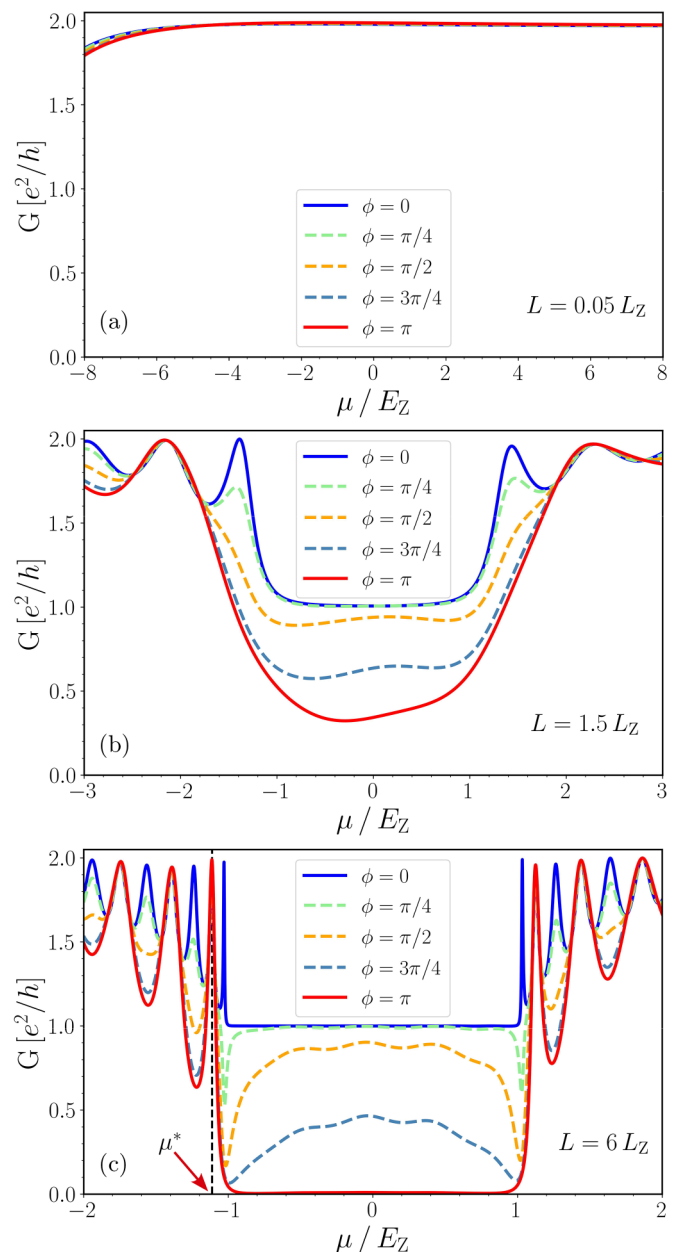 2.0
1.5
1.0
0.5
0.0
G [e²/h]
ϕ = 0
ϕ = π/4
ϕ = π/2
ϕ = 3π/4
ϕ = π
(a)
L = 0.05 L_Z
−8 −6 −4 −2 0 2 4 6 8
μ / E_Z
2.0
1.5
1.0
0.5
0.0
G [e²/h]
ϕ = 0
ϕ = π/4
ϕ = π/2
ϕ = 3π/4
ϕ = π
(b)
L = 1.5 L_Z
−3 −2 −1 0 1 2 3
μ / E_Z
2.0
1.5
1.0
0.5
0.0
G [e²/h]
ϕ = 0
ϕ = π/4
ϕ = π/2
ϕ = 3π/4
ϕ = π
μ*
(c)
L = 6 L_Z
−2 −1 0 1 2
μ / E_Z